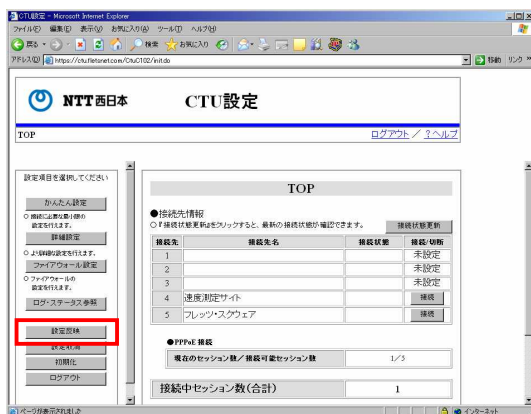 CTU設定 - Microsoft Internet Explorer
ファイル(F) 編集(E) 表示(V) お気に入り(A) ツール(T) ヘルプ(H)
戻る 検索 お気に入り
アドレス(D) https://ctu.fletsnet.com/CtuC102/init.do 移動 リンク »
NTT西日本 CTU設定
TOP ログアウト / ?ヘルプ
設定項目を選択してください
かんたん設定
○ 接続に必要な最小限の
設定を行えます。
詳細設定
○ より詳細な設定を行えます。
ファイアウォール設定
○ ファイアウォールの
設定を行えます。
ログ・ステータス参照
設定反映
設定取消
初期化
ログアウト
TOP
●接続先情報
○『接続状態更新』をクリックすると、最新の接続状態が確認できます。 接続状態更新
接続先 接続先名 接続状態 接続/切断
1 未設定
2 未設定
3 未設定
4 速度測定サイト 接続
5 フレッツ・スクウェア 接続
●PPPoE 接続
現在のセッション数/接続可能セッション数 1/5
接続中セッション数(合計) 1
ページが表示されました インターネット